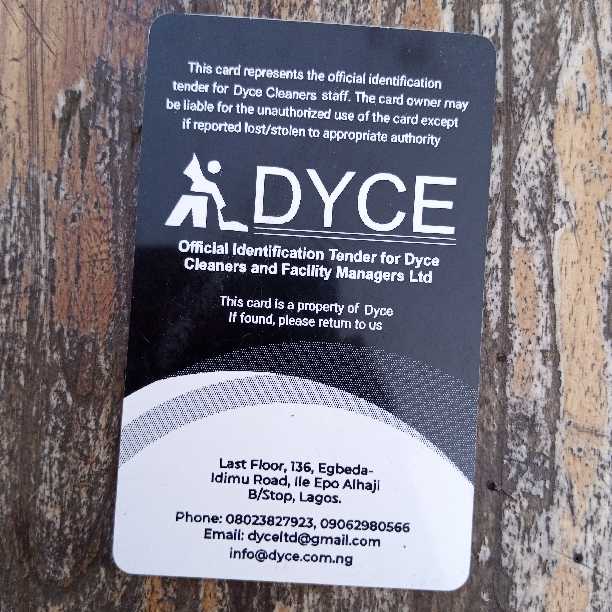 This card represents the official identification
tender for Dyce Cleaners staff. The card owner may
be liable for the unauthorized use of the card except
if reported lost/stolen to appropriate authority
DYCE
Official Identification Tender for Dyce
Cleaners and Facility Managers Ltd
This card is a property of Dyce
If found, please return to us
Last Floor, 136, Egbeda-
Idimu Road, Ile Epo Alhaji
B/Stop, Lagos.
Phone: 08023827923, 09062980566
Email: dyceltd@gmail.com
info@dyce.com.ng